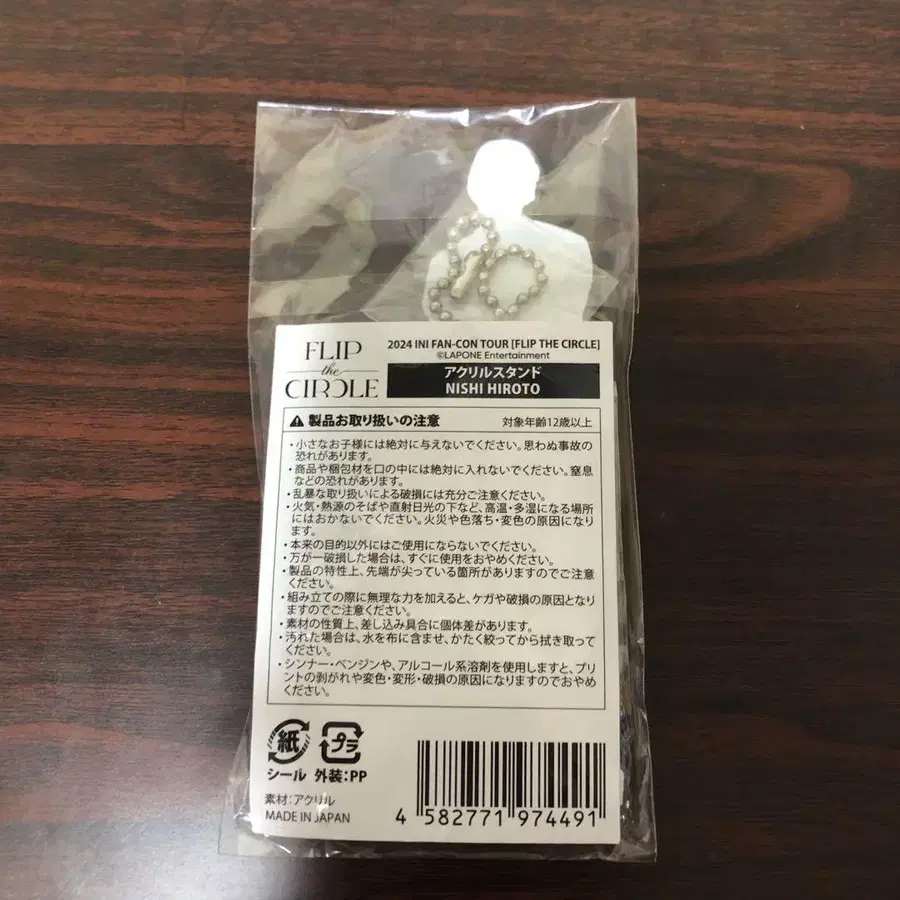 FLIP
the
CIRCLE
2024 INI FAN-CON TOUR [FLIP THE CIRCLE]
©LAPONE Entertainment
アクリルスタンド
NISHI HIROTO
製品お取り扱いの注意
対象年齢12歳以上
・小さなお子様には絶対に与えないでください。思わぬ事故の
恐れがあります。
・商品や梱包材を口の中には絶対に入れないでください。窒息
などの恐れがあります。
・乱暴な取り扱いによる破損には充分ご注意ください。
・火気・熱源のそばや直射日光の下など、高温・多湿になる場所
にはおかないでください。火災や色落ち・変色の原因になり
ます。
・本来の目的以外にはご使用にならないでください。
・万が一破損した場合は、すぐに使用をおやめください。
・製品の特性上、先端が尖っている箇所がありますのでご注意
ください。
・組み立ての際に無理な力を加えると、ケガや破損の原因となり
ますのでご注意ください。
・素材の性質上、差し込み具合に個体差があります。
・汚れた場合は、水を布に含ませ、かたく絞ってから拭き取って
ください。
・シンナー・ベンジンや、アルコール系溶剤を使用しますと、プリ
ントの剥がれや変色・変形・破損の原因になりますのでおやめ
ください。
紙
プラ
シール 外装:PP
素材:アクリル
MADE IN JAPAN
4 582771 974491